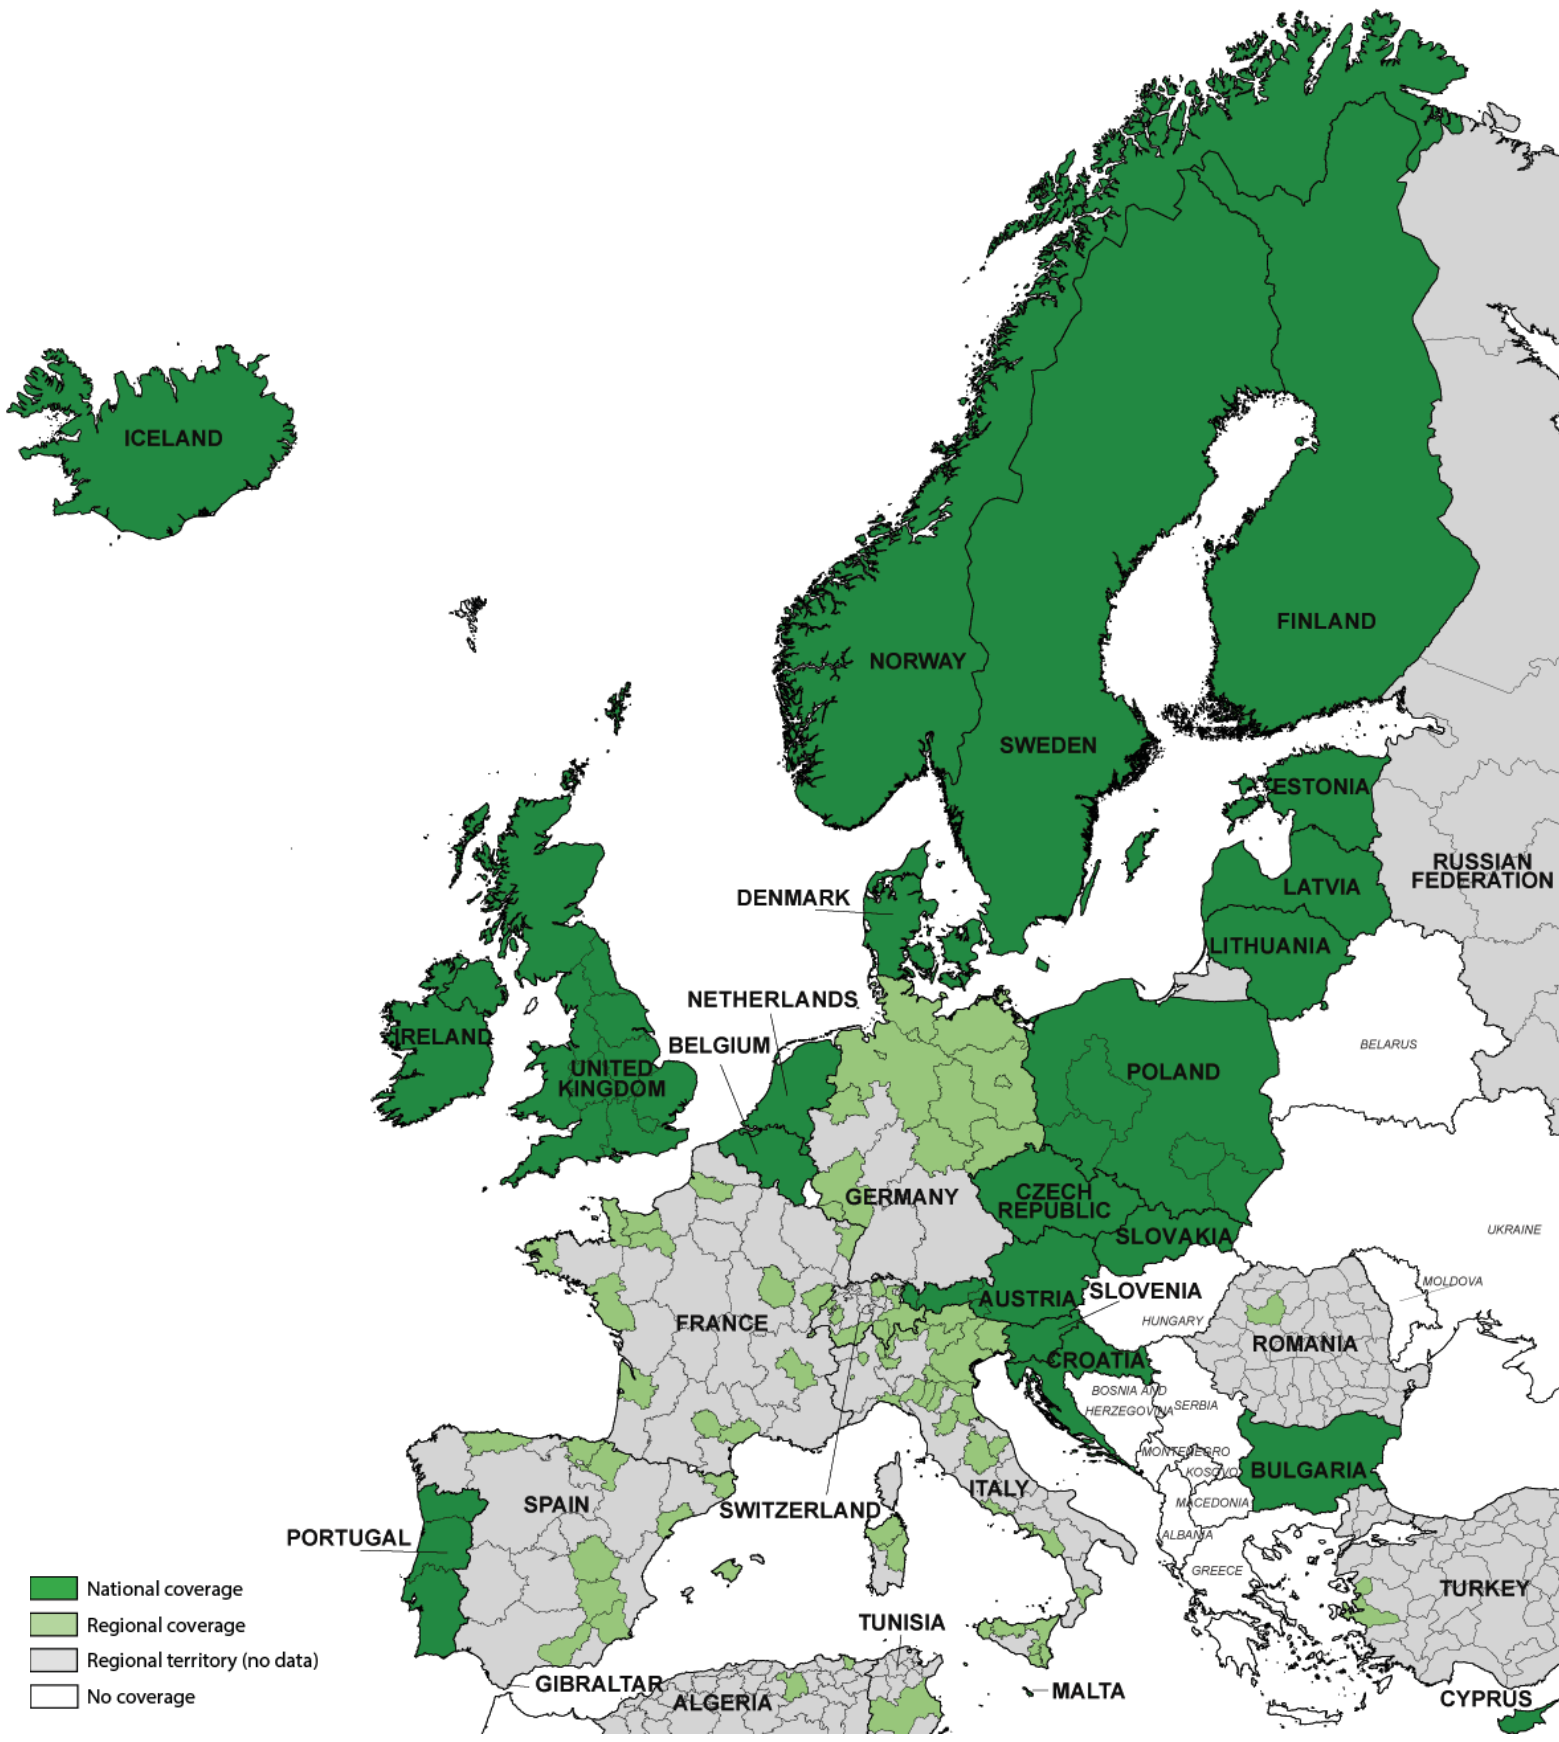 ICELAND
FINLAND
NORWAY
SWEDEN
ESTONIA
RUSSIAN
FEDERATION
LATVIA
DENMARK
LITHUANIA
NETHERLANDS
IRELAND
BELGIUM
BELARUS
UNITED
KINGDOM
POLAND
GERMANY
CZECH
REPUBLIC
SLOVAKIA
UKRAINE
MOLDOVA
SLOVENIA
AUSTRIA
HUNGARY
FRANCE
ROMANIA
CROATIA
BOSNIA AND
HERZEGOVINA
SERBIA
MONTENEGRO
KOSOVO
BULGARIA
ITALY
SPAIN
SWITZERLAND
MACEDONIA
PORTUGAL
ALBANIA
GREECE
TURKEY
TUNISIA
GIBRALTAR
MALTA
ALGERIA
CYPRUS
National coverage
Regional coverage
Regional territory (no data)
No coverage